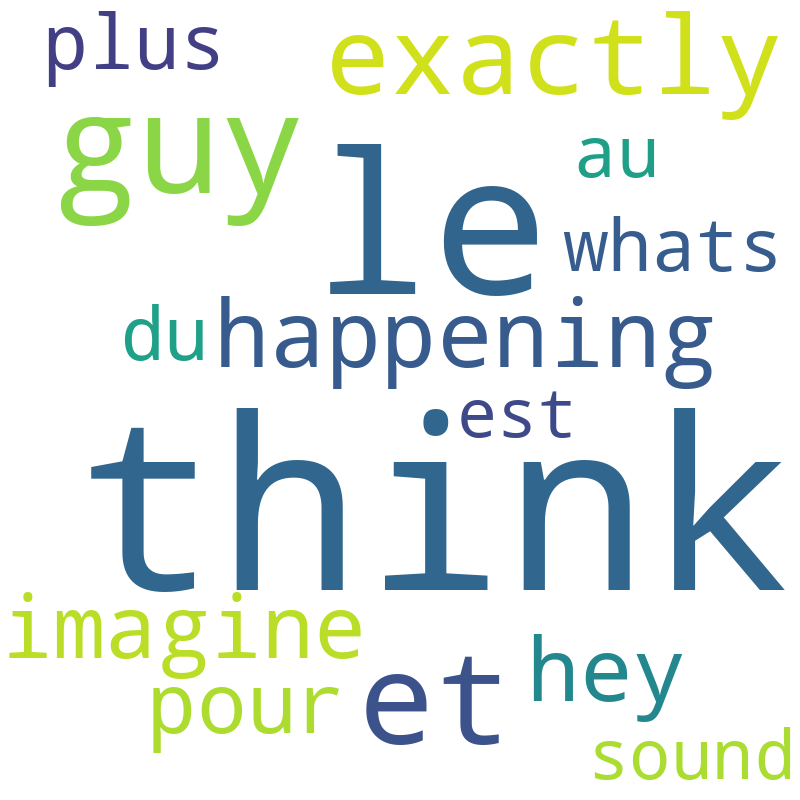 plus exactly
guy le au
whats
du happening
est
think
imagine
pour et hey
sound